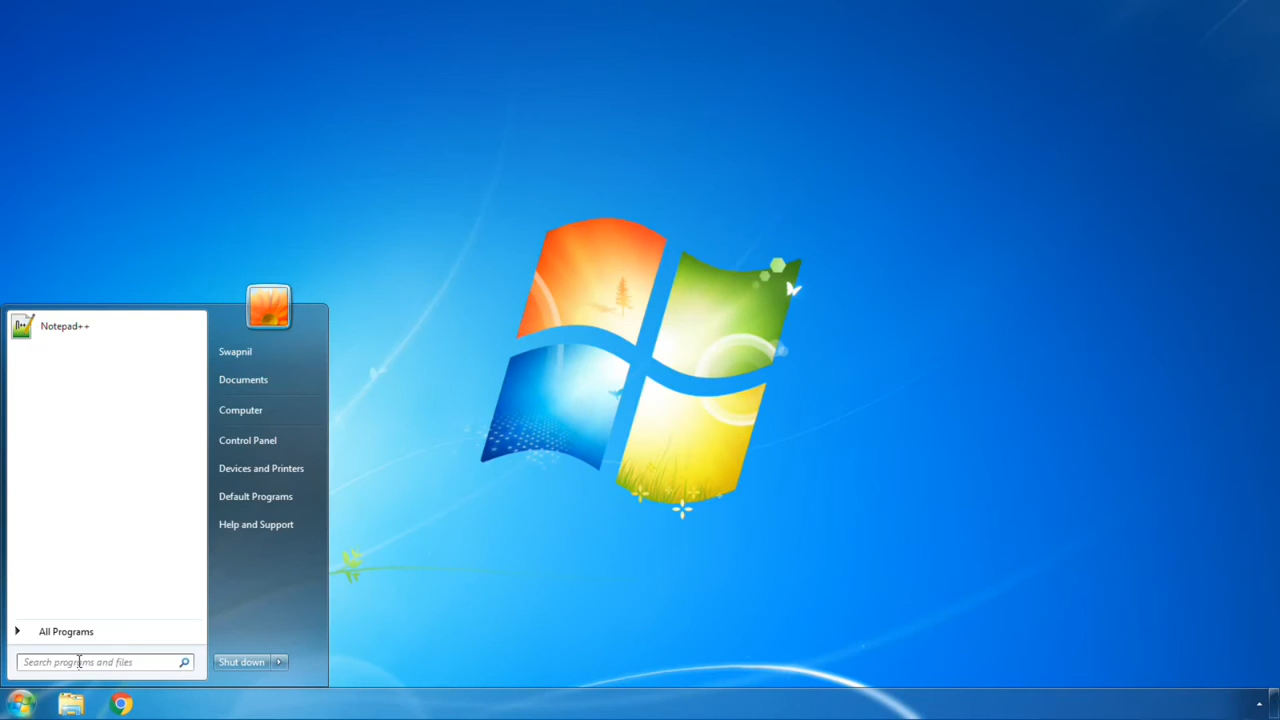 Notepad++
Swapnil
Documents
Computer
Control Panel
Devices and Printers
Default Programs
Help and Support
All Programs
Search programs and files
Shut down